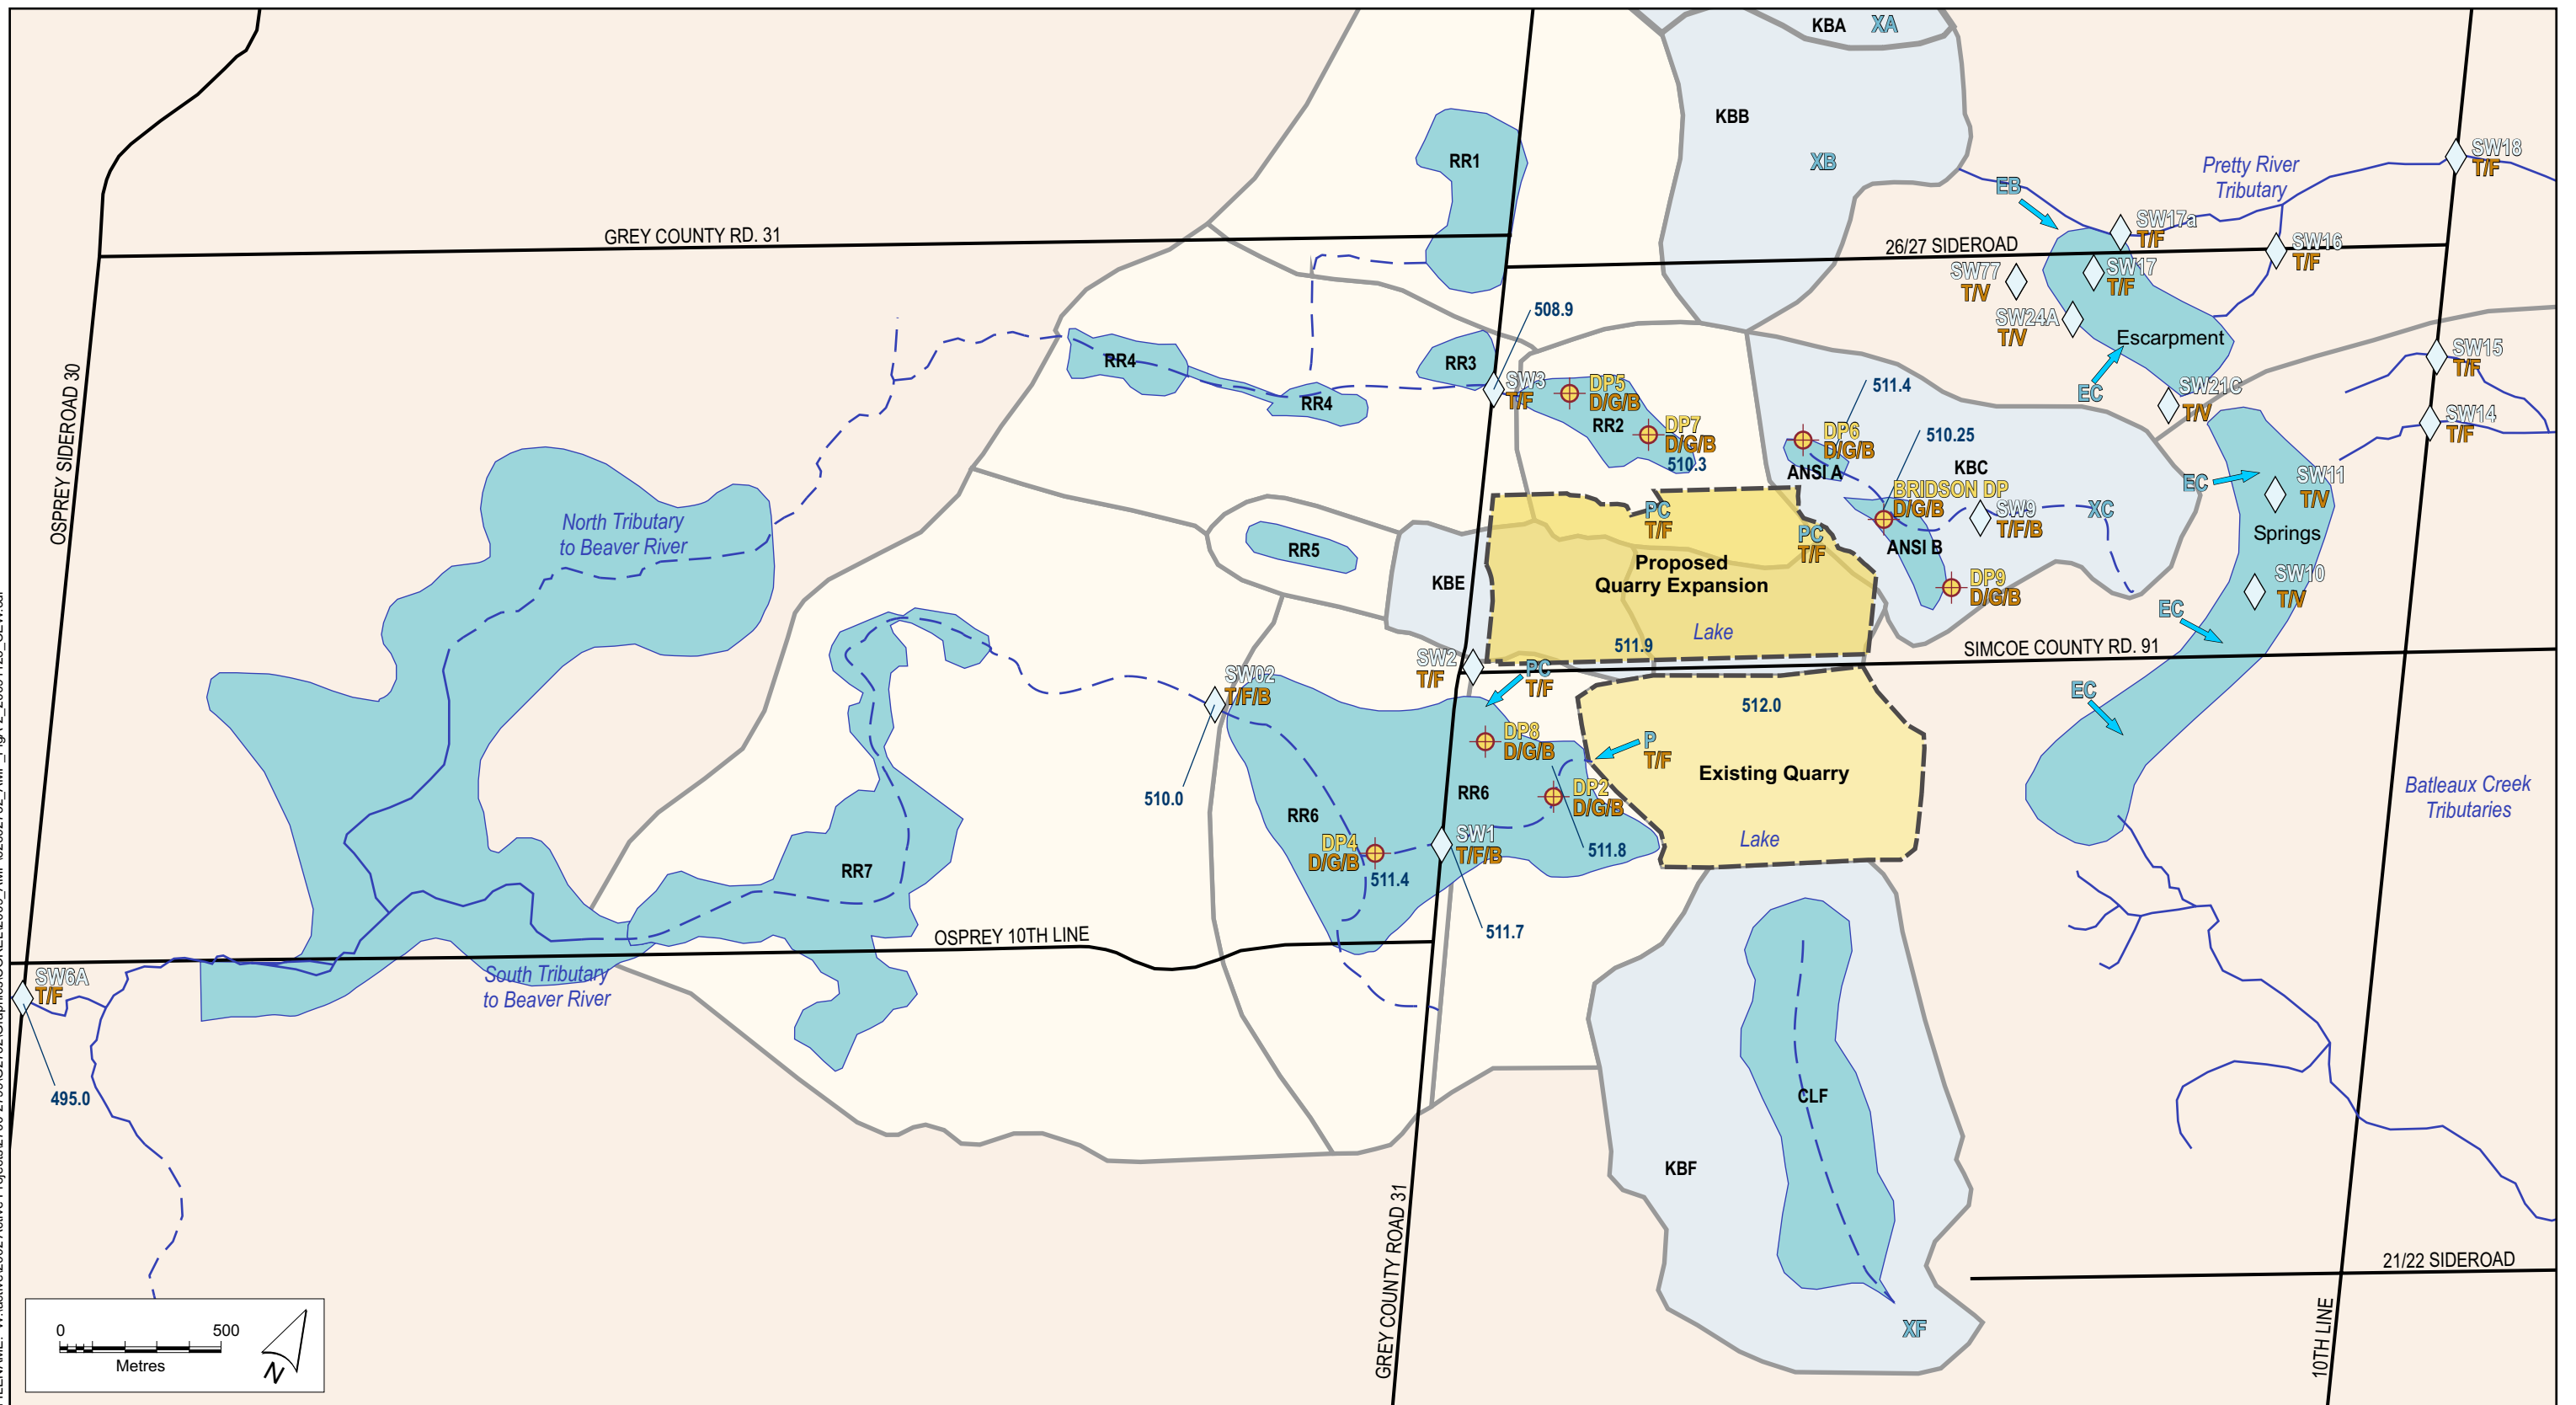 KBA XA
KBB
XB
RR1
SW18
T/F
Pretty River
Tributary
EB
SW17a
T/F
GREY COUNTY RD. 31
26/27 SIDEROAD
SW16
T/F
SW77
T/V
SW17
T/F
SW24A
T/V
Escarpment
508.9
RR4
RR3
RR4
SW3
T/F
DP5
D/G/B
RR2
DP7
D/G/B
510.3
511.4
EC
SW15
T/F
SW21C
T/V
SW14
T/F
OSPREY SIDEROAD 30
DP6
D/G/B
ANSI A
510.25
KBC
BRIDSON DP
D/G/B
SW9
T/F/B
XC
EC
SW11
T/V
Springs
North Tributary
to Beaver River
RR5
KBE
PC
T/F
PC
T/F
ANSI B
Proposed
Quarry Expansion
DP9
D/G/B
SW10
T/V
EC
Lake
511.9
SIMCOE COUNTY RD. 91
SW2
T/F
SW02
T/F/B
PC
T/F
EC
512.0
510.0
DP8
D/G/B
P
T/F
Existing Quarry
Batleaux Creek
Tributaries
RR6
RR6
DP2
D/G/B
Lake
DP4
D/G/B
511.4
SW1
T/F/B
511.8
RR7
511.7
OSPREY 10TH LINE
SW6A
T/F
South Tributary
to Beaver River
495.0
CLF
KBF
GREY COUNTY ROAD 31
21/22 SIDEROAD
10TH LINE
XF
0 500
Metres
N